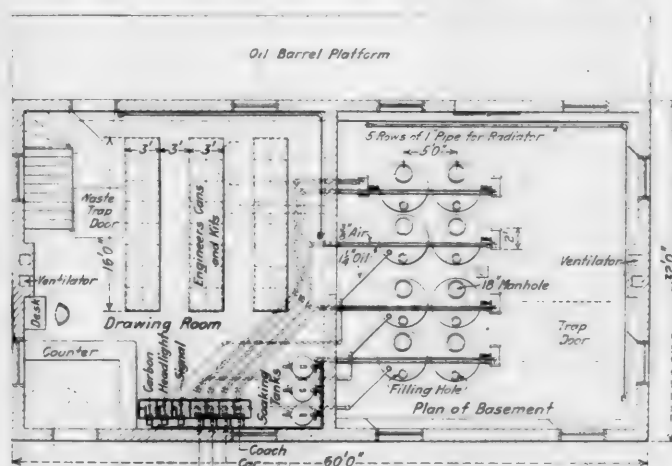 Oil Barrel Platform
5 Rows of 1" Pipe for Radiator
3' 3' 3'
5'0"
Waste
Trap
Door
Engineers Cans
and Kits
16'0"
3/4" Air
1 1/4" Oil
2'
Ventilator
Ventilator
18" Manhole
32'0"
Desk
Drawing Room
Trap
Door
Counter
Carbon
Headlight
Signal
Soaking
Tanks
Filling Hole
Plan of Basement
Coach
Car
60'0"